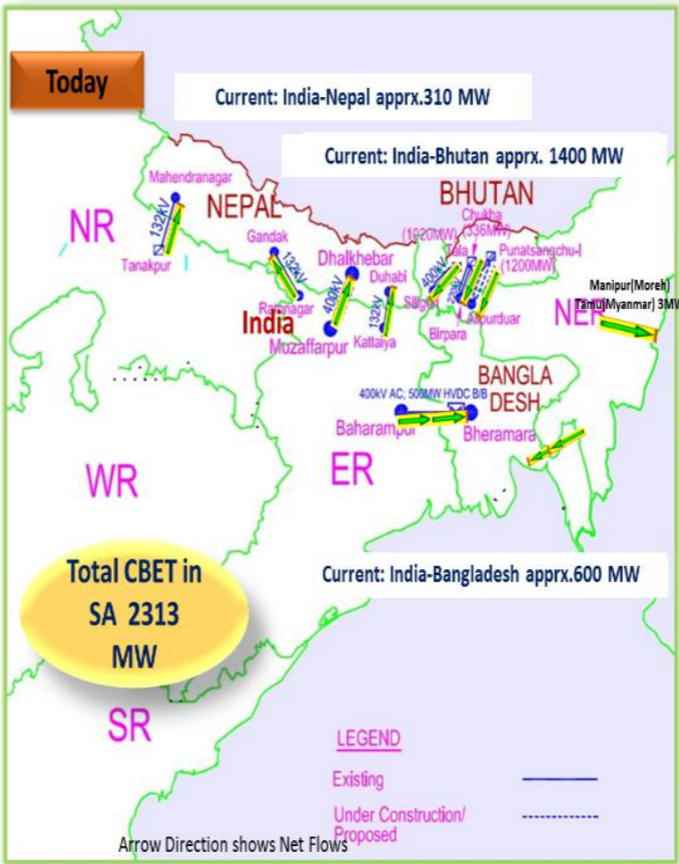 Today
Current: India-Nepal apprx.310 MW
Current: India-Bhutan apprx. 1400 MW
Mahendranagar
NR
132kV
NEPAL
Tanakpur
Gandak
132kV
Ramnagar
India
Dhalkhebar
400kV
Muzaffarpur
Duhabi
132kV
Kattaiya
BHUTAN
Chukha
(336MW)
(1020MW)
Tala
Punatsangchu-I
(1200MW)
400kV
Siliguri
Birpara
Alipurduar
Manipur(Moreh)
Tamu(Myanmar) 3MW
NER
BANGLA
DESH
400kV AC; 500MW HVDC B/B
Baharampur
Bheramara
WR
ER
Total CBET in
SA 2313
MW
Current: India-Bangladesh apprx.600 MW
SR
LEGEND
Existing
Under Construction/
Proposed
Arrow Direction shows Net Flows